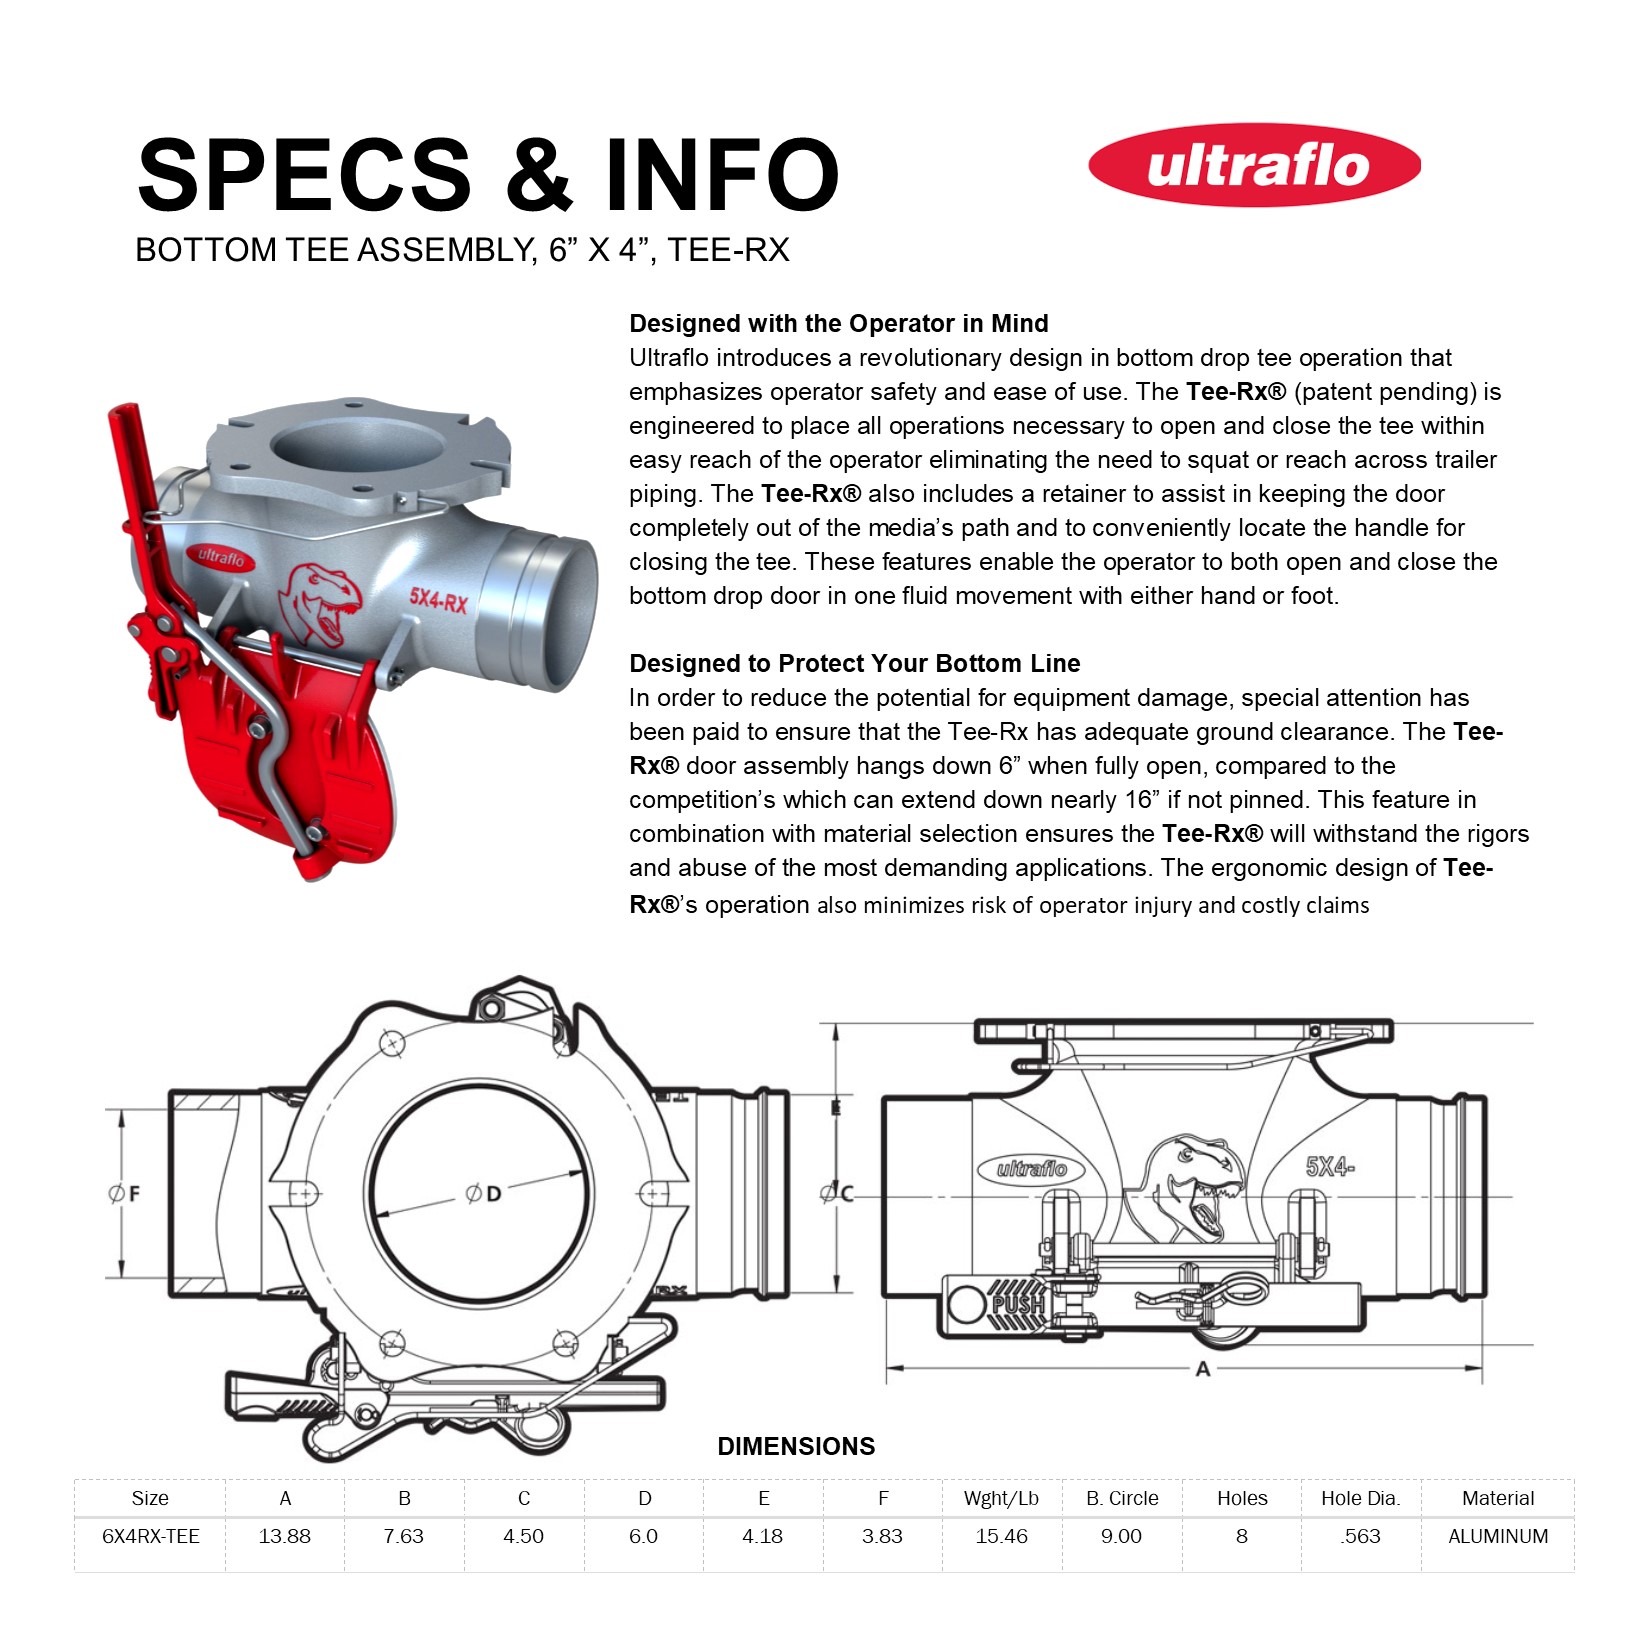 SPECS & INFO
ultraflo
BOTTOM TEE ASSEMBLY, 6” X 4”, TEE-RX
Designed with the Operator in Mind
Ultraflo introduces a revolutionary design in bottom drop tee operation that
emphasizes operator safety and ease of use. The Tee-Rx® (patent pending) is
engineered to place all operations necessary to open and close the tee within
easy reach of the operator eliminating the need to squat or reach across trailer
piping. The Tee-Rx® also includes a retainer to assist in keeping the door
completely out of the media’s path and to conveniently locate the handle for
closing the tee. These features enable the operator to both open and close the
bottom drop door in one fluid movement with either hand or foot.
ultraflo
5X4-RX
Designed to Protect Your Bottom Line
In order to reduce the potential for equipment damage, special attention has
been paid to ensure that the Tee-Rx has adequate ground clearance. The Tee-
Rx® door assembly hangs down 6” when fully open, compared to the
competition’s which can extend down nearly 16” if not pinned. This feature in
combination with material selection ensures the Tee-Rx® will withstand the rigors
and abuse of the most demanding applications. The ergonomic design of Tee-
Rx®’s operation also minimizes risk of operator injury and costly claims
∅F
∅D
RX
E
∅C
ultraflo
5X4-
PUSH
A
DIMENSIONS
Size A B C D E F Wght/Lb B. Circle Holes Hole Dia. Material
6X4RX-TEE 13.88 7.63 4.50 6.0 4.18 3.83 15.46 9.00 8 .563 ALUMINUM